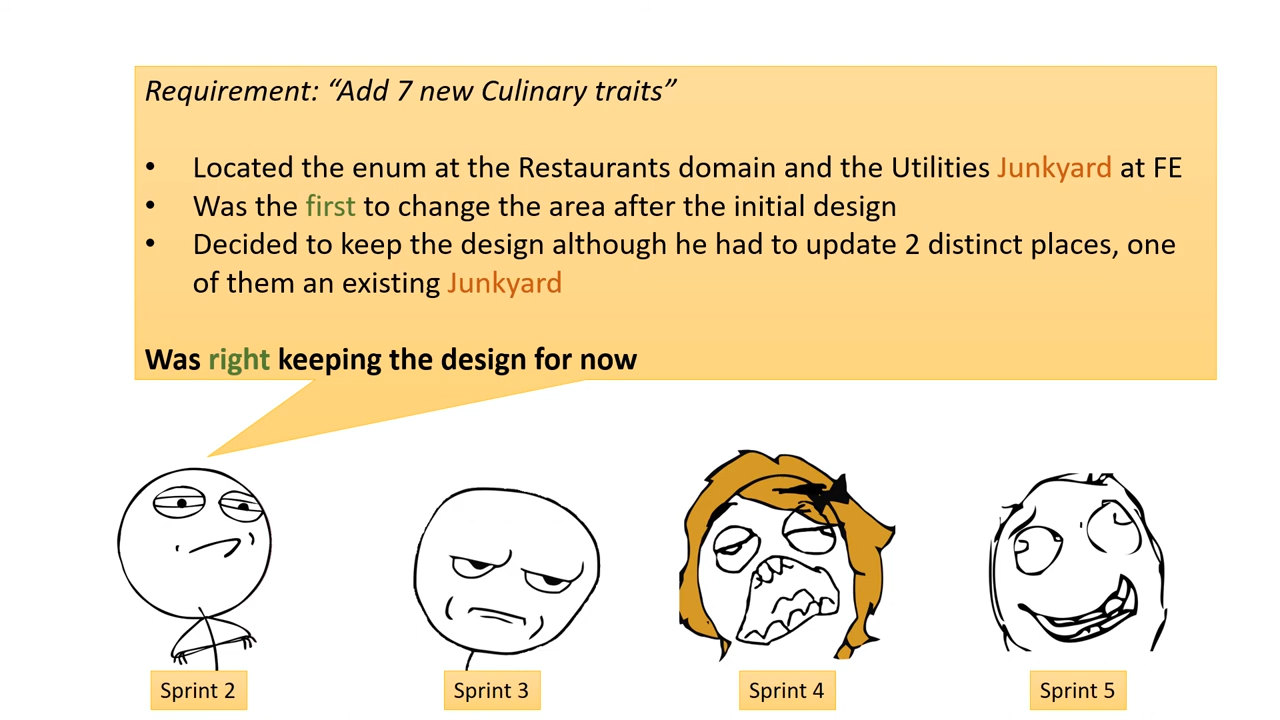 Requirement: “Add 7 new Culinary traits”
• Located the enum at the Restaurants domain and the Utilities Junkyard at FE
• Was the first to change the area after the initial design
• Decided to keep the design although he had to update 2 distinct places, one
of them an existing Junkyard
Was right keeping the design for now
Sprint 2
Sprint 3
Sprint 4
Sprint 5